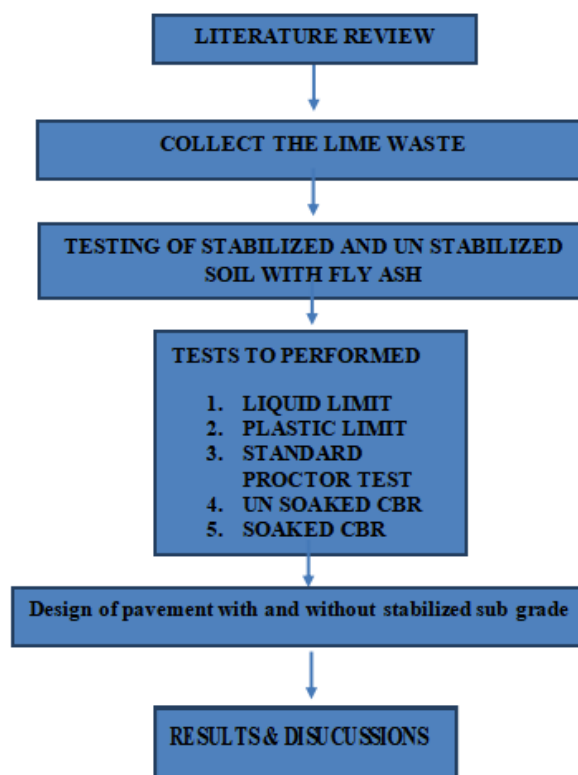 LITERATURE REVIEW
COLLECT THE LIME WASTE
TESTING OF STABILIZED AND UN STABILIZED
SOIL WITH FLY ASH
TESTS TO PERFORMED
1. LIQUID LIMIT
2. PLASTIC LIMIT
3. STANDARD
PROCTOR TEST
4. UN SOAKED CBR
5. SOAKED CBR
Design of pavement with and without stabilized sub grade
RESULTS & DISUCUSSIONS